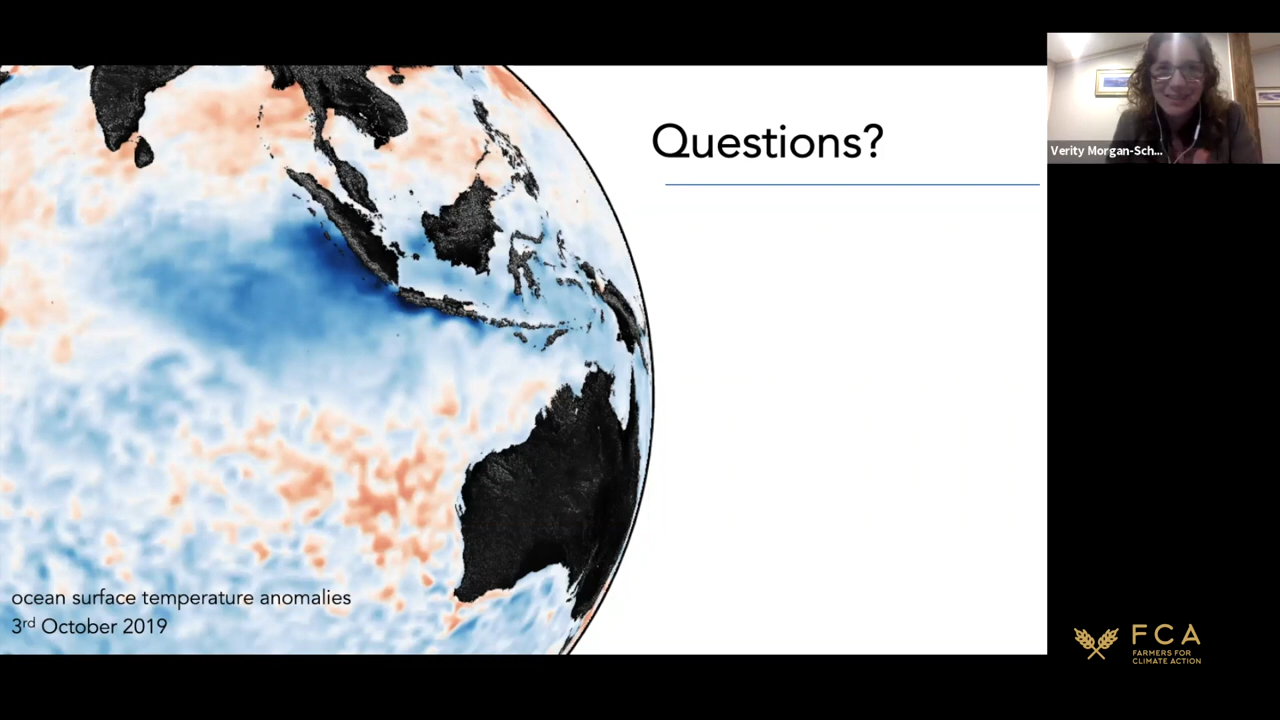 Questions?
Verity Morgan-Sch...
ocean surface temperature anomalies
3rd October 2019
FCA
FARMERS FOR
CLIMATE ACTION